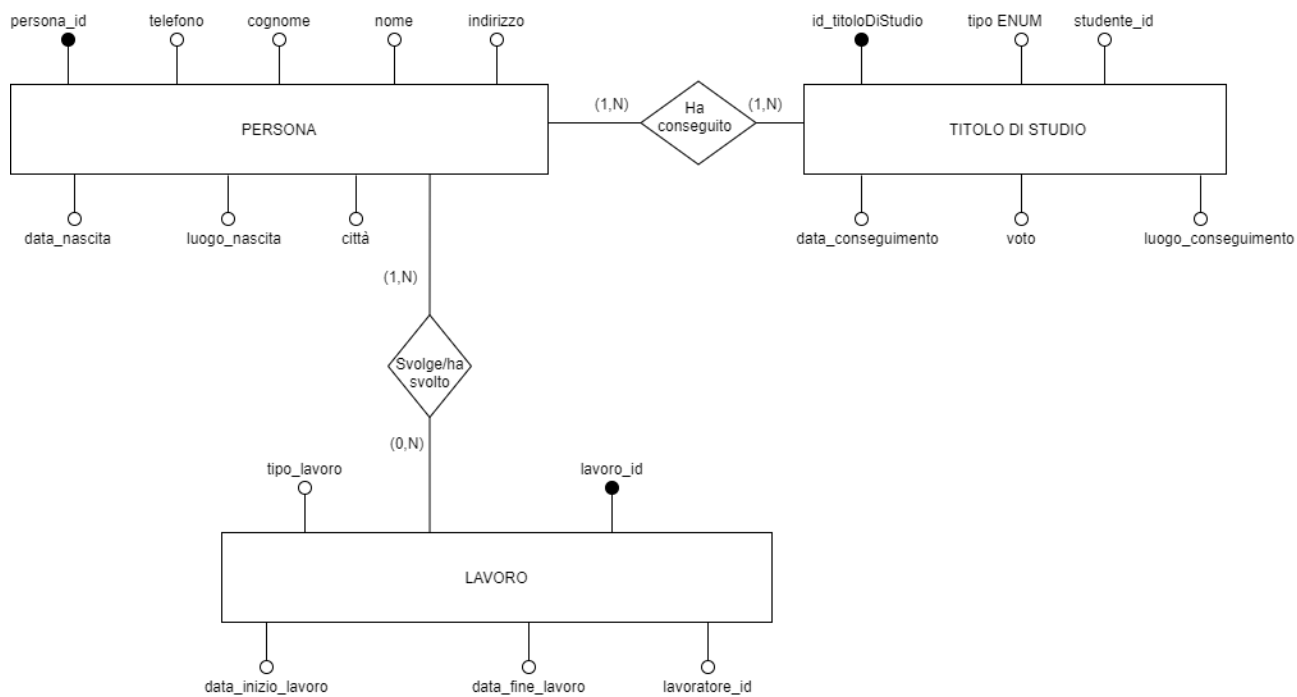 persona_id telefono cognome nome indirizzo id_titoloDiStudio tipo ENUM studente_id
(1,N) Ha (1,N)
conseguito
PERSONA TITOLO DI STUDIO
data_nascita luogo_nascita città data_conseguimento voto luogo_conseguimento
(1,N)
Svolge/ha
svolto
(0,N)
tipo_lavoro lavoro_id
LAVORO
data_inizio_lavoro data_fine_lavoro lavoratore_id